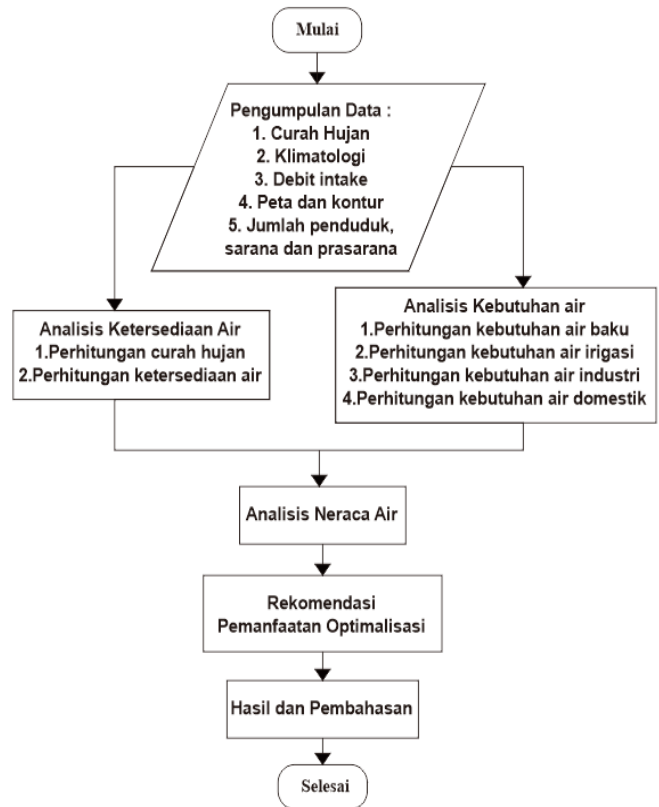 Mulai
Pengumpulan Data :
1. Curah Hujan
2. Klimatologi
3. Debit intake
4. Peta dan kontur
5. Jumlah penduduk,
sarana dan prasarana
Analisis Ketersediaan Air
1.Perhitungan curah hujan
2.Perhitungan ketersediaan air
Analisis Kebutuhan air
1.Perhitungan kebutuhan air baku
2.Perhitungan kebutuhan air irigasi
3.Perhitungan kebutuhan air industri
4.Perhitungan kebutuhan air domestik
Analisis Neraca Air
Rekomendasi
Pemanfaatan Optimalisasi
Hasil dan Pembahasan
Selesai